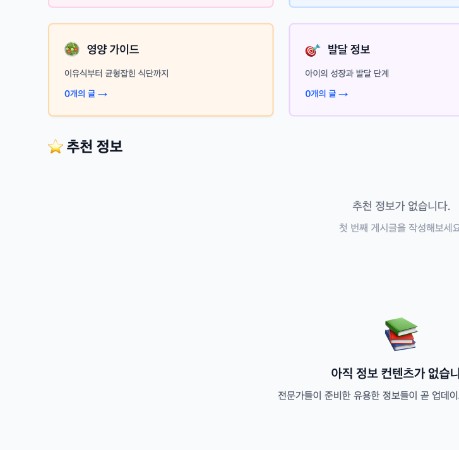 영양 가이드
이유식부터 균형잡힌 식단까지
0개의 글 →
발달 정보
아이의 성장과 발달 단계
0개의 글 →
추천 정보
추천 정보가 없습니다.
첫 번째 게시글을 작성해보세요
아직 정보 컨텐츠가 없습니
전문가들이 준비한 유용한 정보들이 곧 업데이